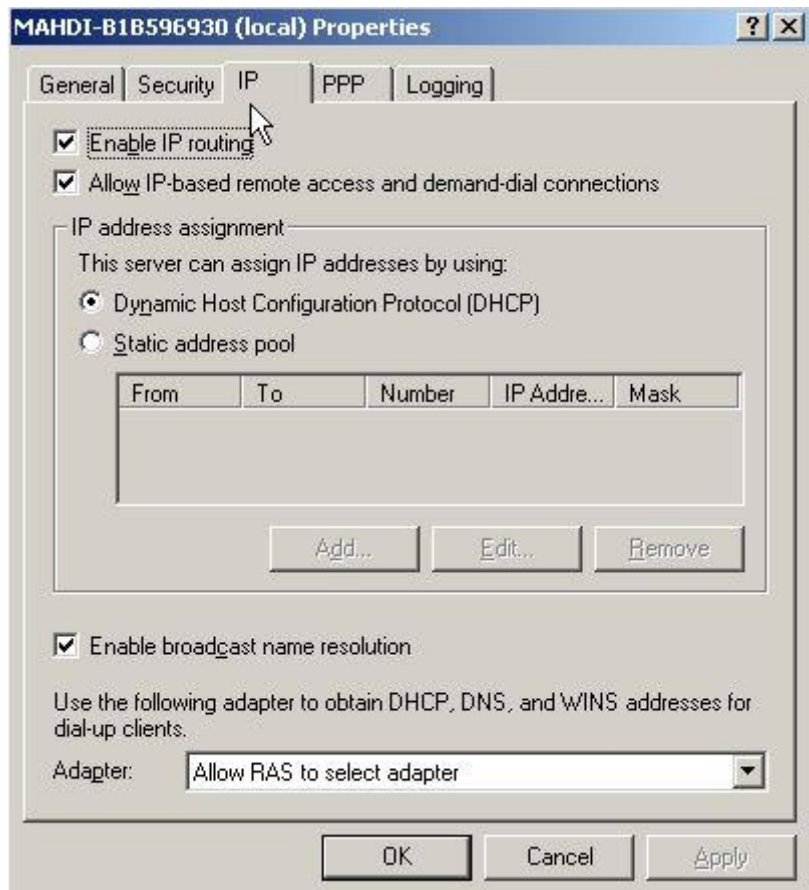 MAHDI-B1B596930 (local) Properties
General Security IP PPP Logging
Enable IP routing
Allow IP-based remote access and demand-dial connections
IP address assignment
This server can assign IP addresses by using:
Dynamic Host Configuration Protocol (DHCP)
Static address pool
From To Number IP Addre... Mask
Add... Edit... Remove
Enable broadcast name resolution
Use the following adapter to obtain DHCP, DNS, and WINS addresses for
dial-up clients.
Adapter: Allow RAS to select adapter
OK Cancel Apply